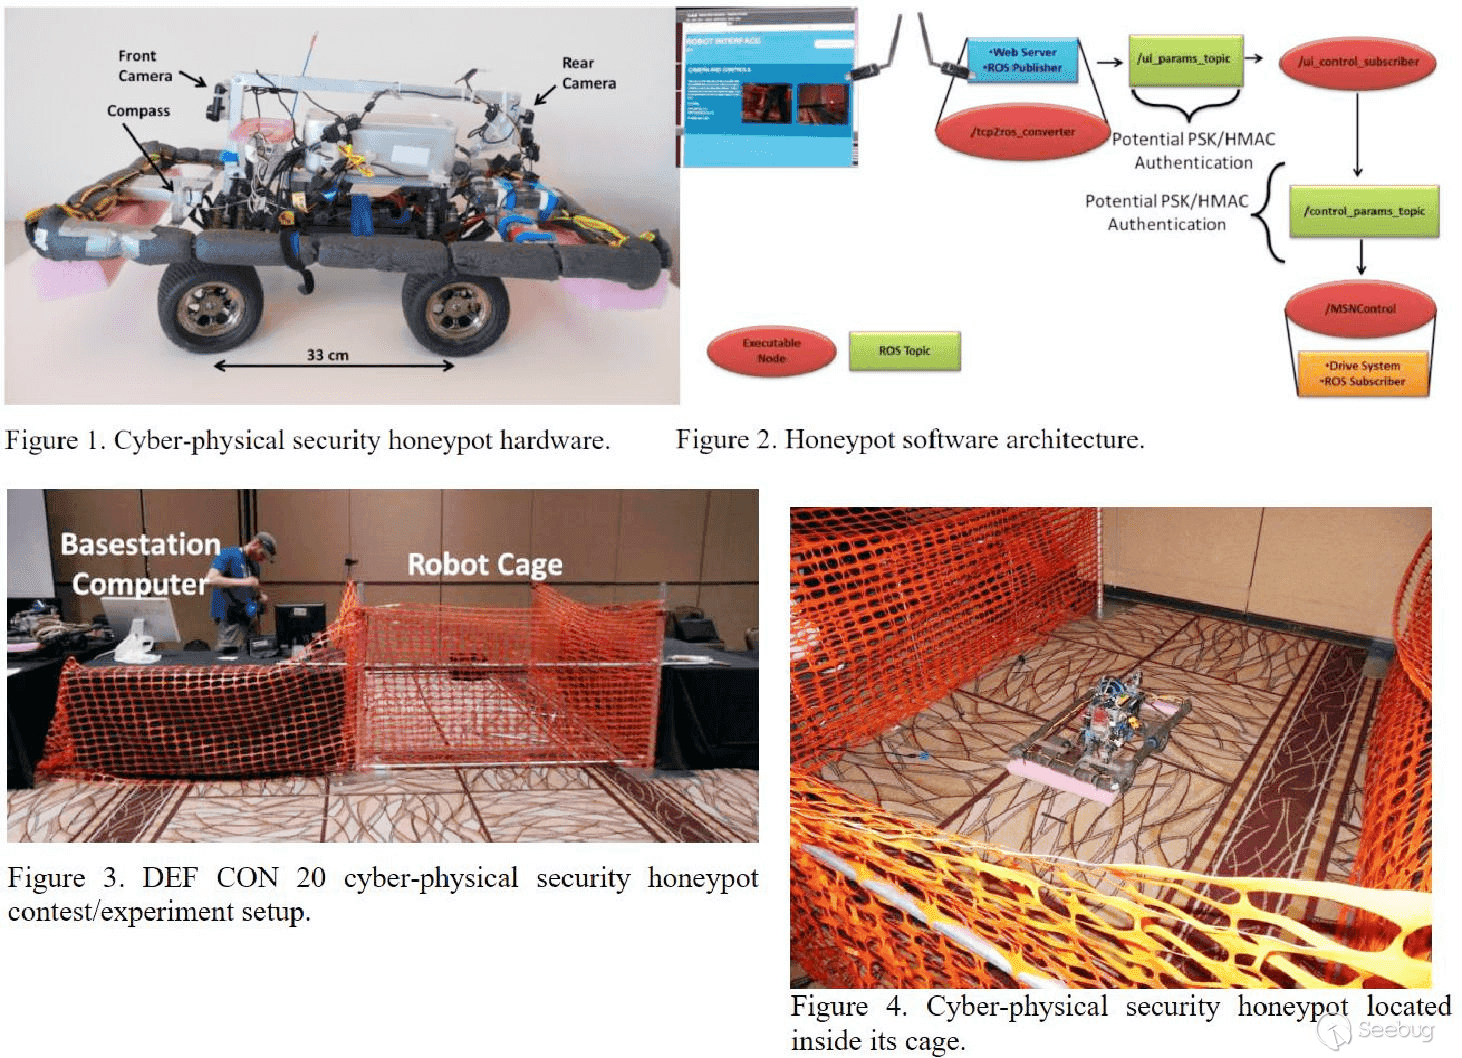 Front
Camera
Compass
Rear
Camera
33 cm
Figure 1. Cyber-physical security honeypot hardware.
ROBOT INTERFACE
CAMERA AND CONTROLS
•Web Server
•ROS Publisher
/tcp2ros_converter
/ui_params_topic
/ui_control_subscriber
Potential PSK/HMAC
Authentication
Potential PSK/HMAC
Authentication
/control_params_topic
/MSNControl
•Drive System
•ROS Subscriber
Executable
Node
ROS Topic
Figure 2. Honeypot software architecture.
Basestation
Computer
Robot Cage
Figure 3. DEF CON 20 cyber-physical security honeypot
contest/experiment setup.
Figure 4. Cyber-physical security honeypot located
inside its cage.
Seebug